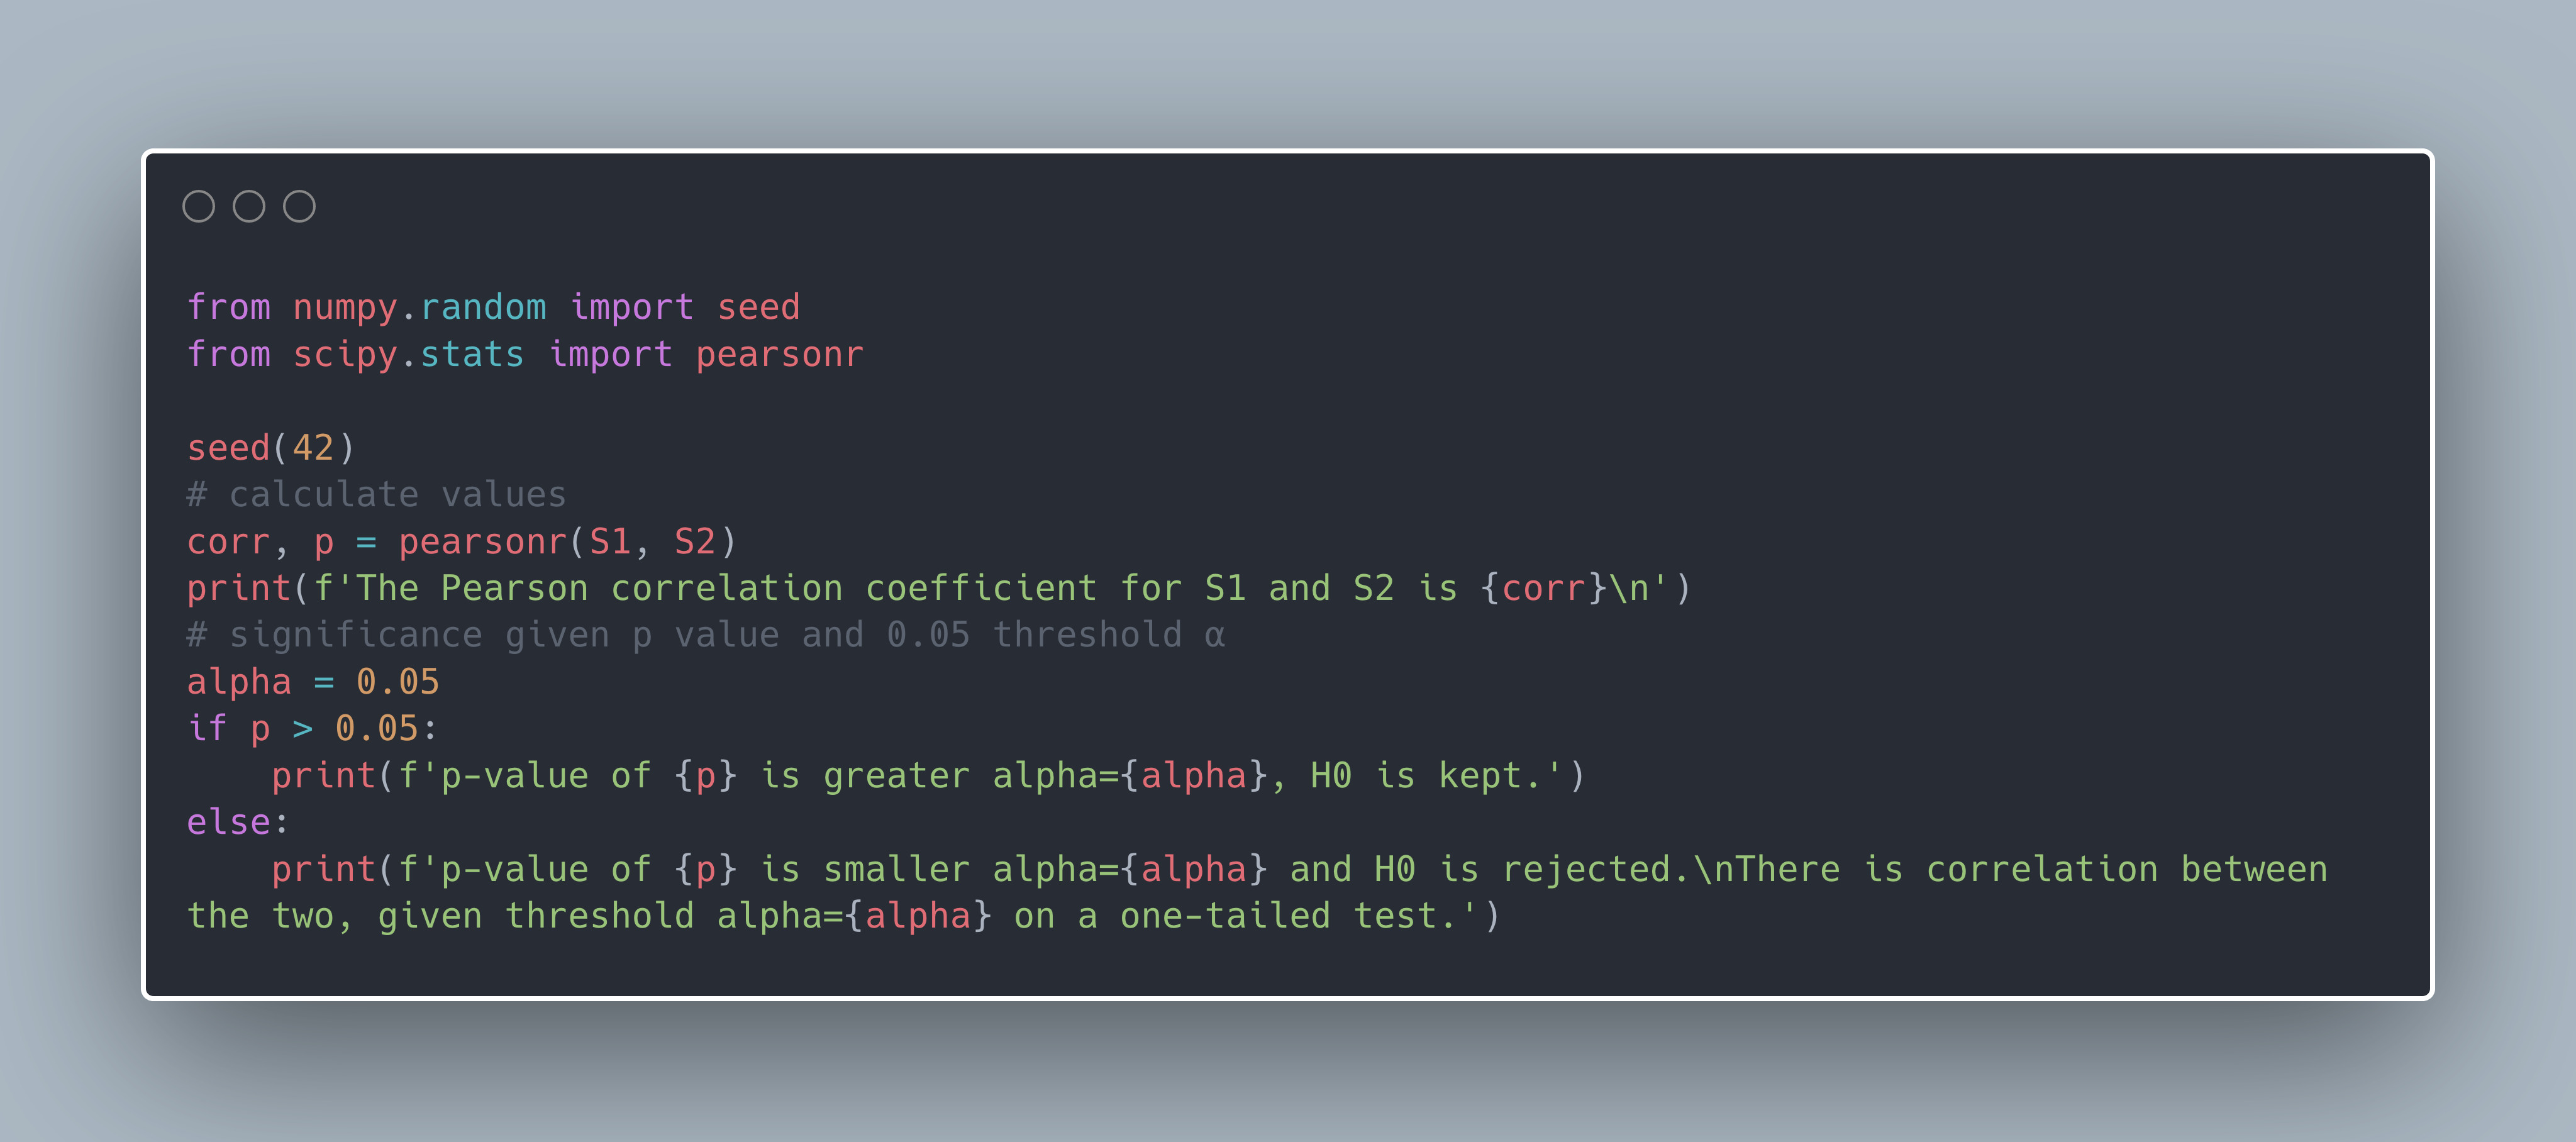 from numpy.random import seed
from scipy.stats import pearsonr

seed(42)
# calculate values
corr, p = pearsonr(S1, S2)
print(f'The Pearson correlation coefficient for S1 and S2 is {corr}\n')
# significance given p value and 0.05 threshold α
alpha = 0.05
if p > 0.05:
    print(f'p-value of {p} is greater alpha={alpha}, H0 is kept.')
else:
    print(f'p-value of {p} is smaller alpha={alpha} and H0 is rejected.\nThere is correlation between
the two, given threshold alpha={alpha} on a one-tailed test.')